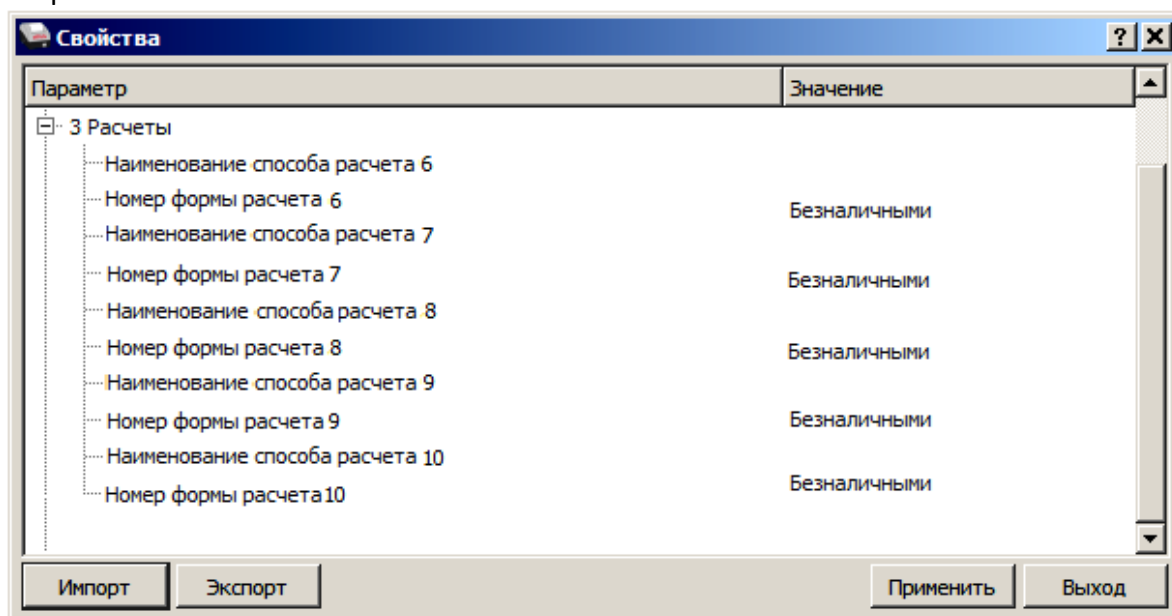 Свойства
Параметр Значение
3 Расчеты
Наименование способа расчета 6
Номер формы расчета 6 Безналичными
Наименование способа расчета 7
Номер формы расчета 7 Безналичными
Наименование способа расчета 8
Номер формы расчета 8 Безналичными
Наименование способа расчета 9
Номер формы расчета 9 Безналичными
Наименование способа расчета 10
Номер формы расчета10 Безналичными
Импорт Экспорт Применить Выход